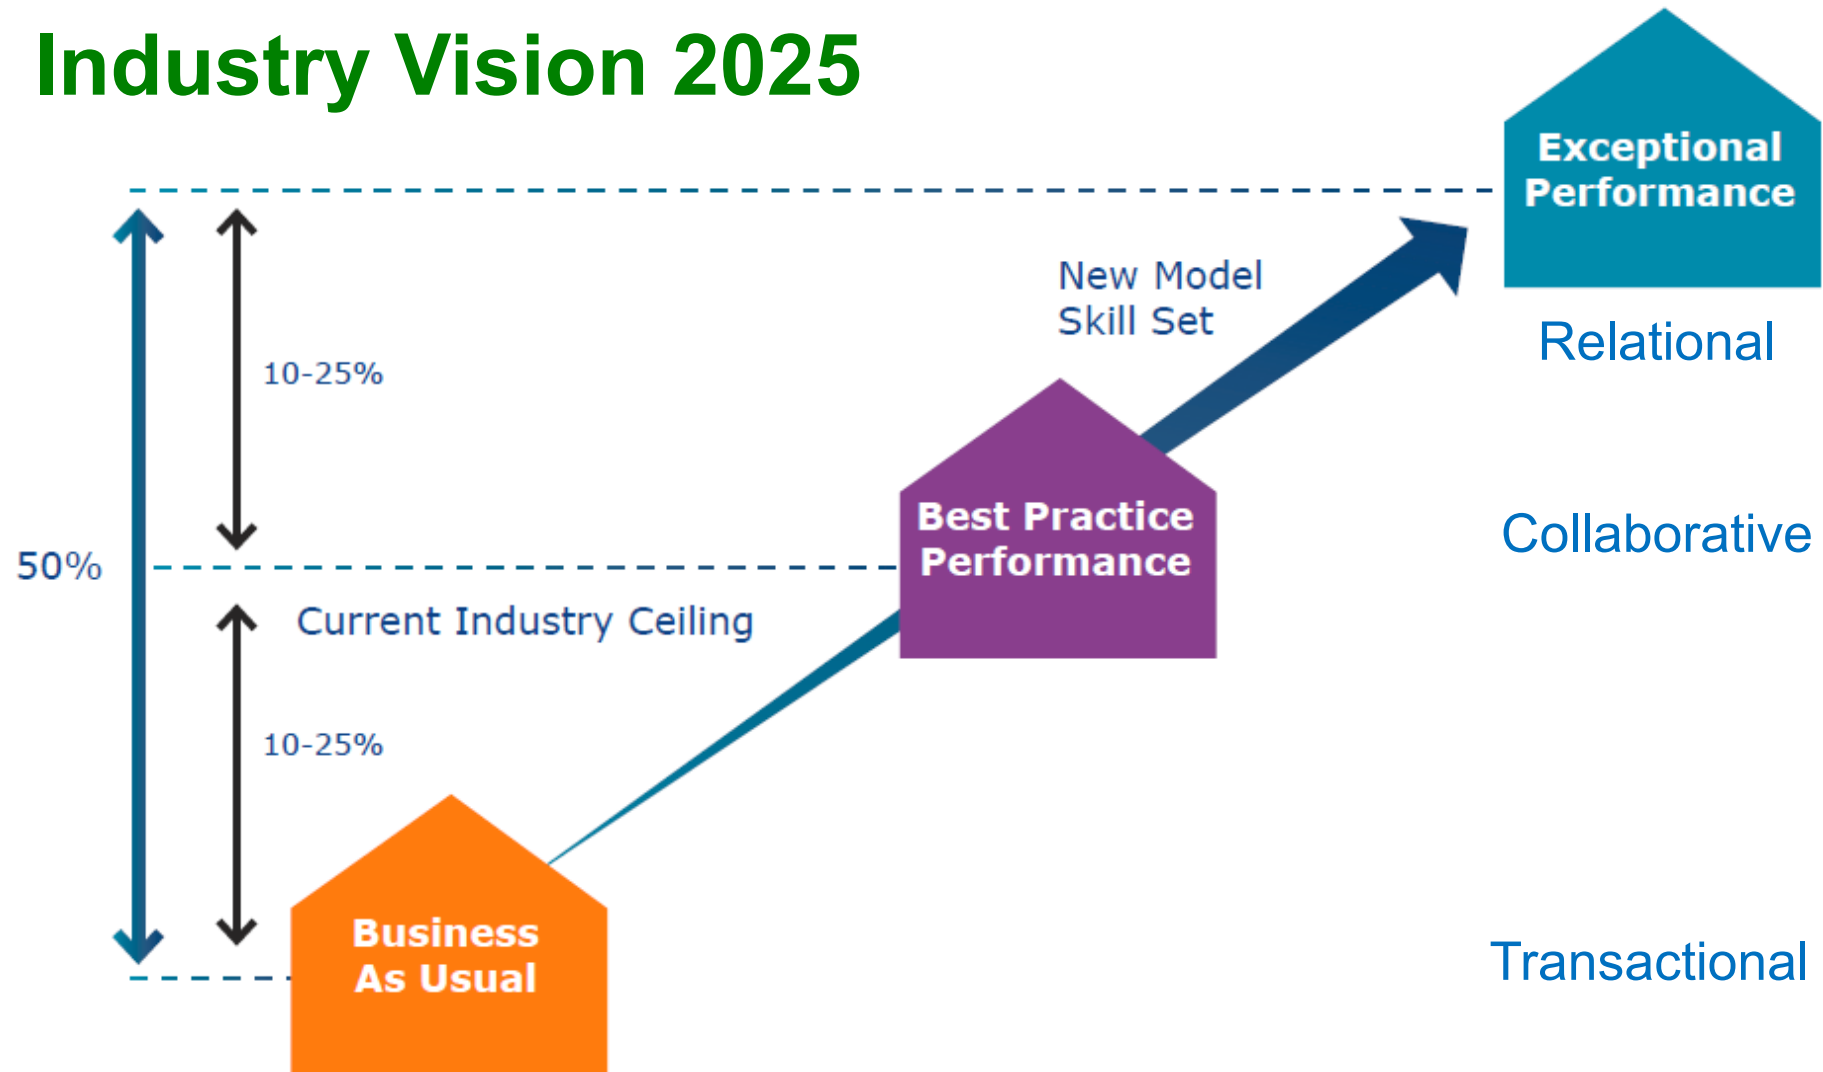 Industry Vision 2025
Exceptional
Performance
New Model
Skill Set
Relational
10-25%
Best Practice
Performance
Collaborative
50%
Current Industry Ceiling
10-25%
Business
As Usual
Transactional